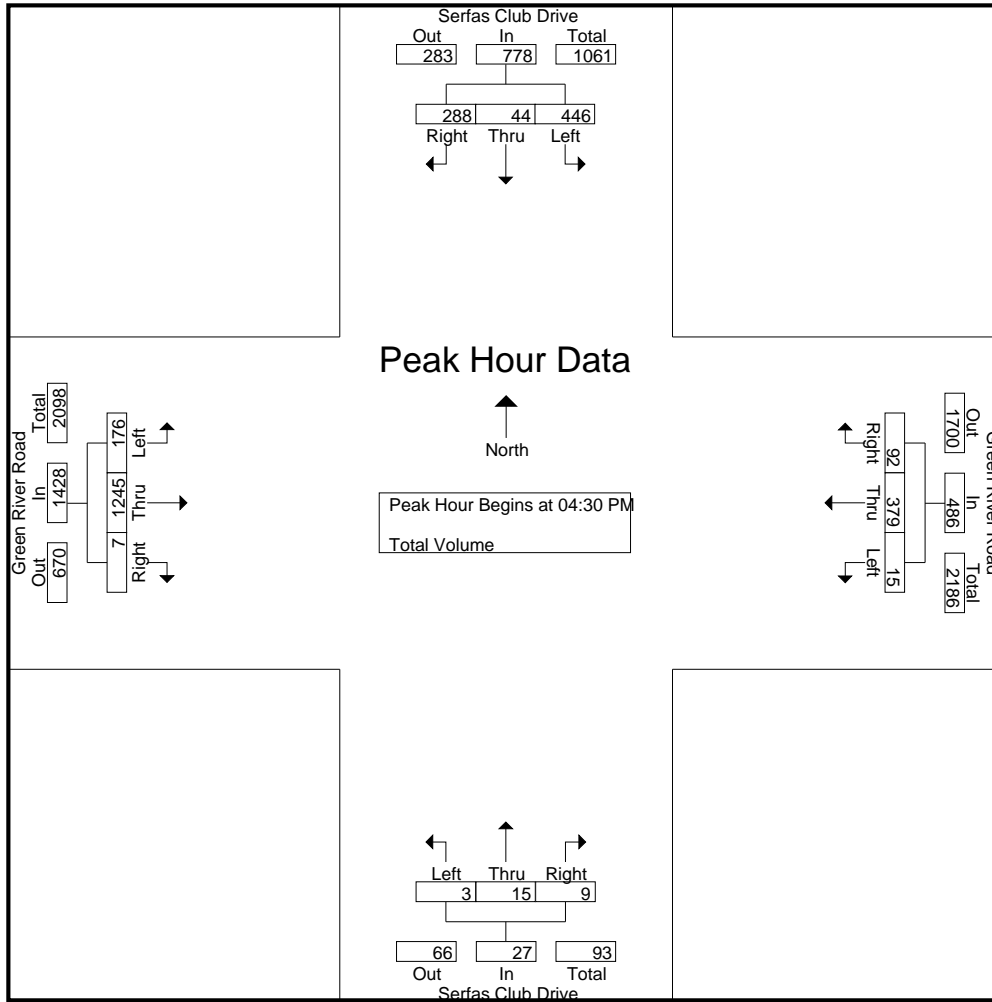 Serfas Club Drive
Out In Total
283 778 1061
288 44 446
Right Thru Left
Peak Hour Data
North
Peak Hour Begins at 04:30 PM
Total Volume
Green River Road
Total In Out
2098 1428 670
176 1245 7
Left Thru Right
Right Thru Left
92 379 15
Out In Total
1700 486 2186
Green River Road
Left Thru Right
3 15 9
66 27 93
Out In Total
Serfas Club Drive